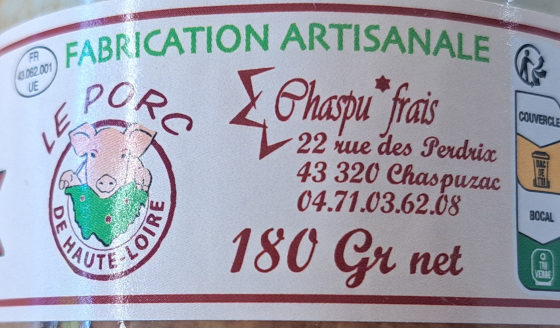 FABRICATION ARTISANALE
FR
43.062.001
UE
LE PORC
DE HAUTE-LOIRE
Chaspu*frais
22 rue des Perdrix
43 320 Chaspuzac
04.71.03.62.08
180 Gr net
COUVERCLE
BAC
DE
TRI
BOCAL
TRI
VERRE